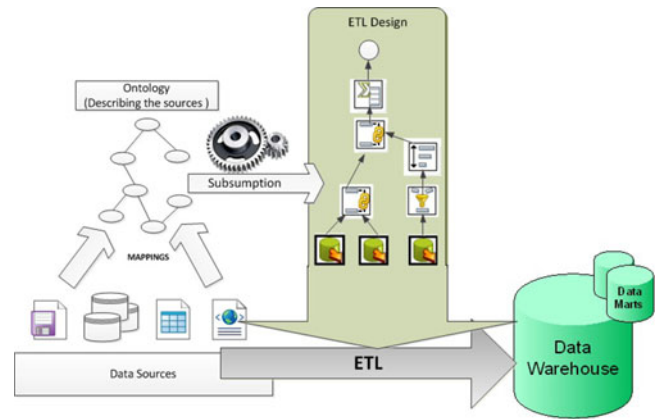 ETL Design
Ontology
(Describing the sources )
Subsumption
MAPPINGS
Data
Marts
Data
Warehouse
ETL
Data Sources